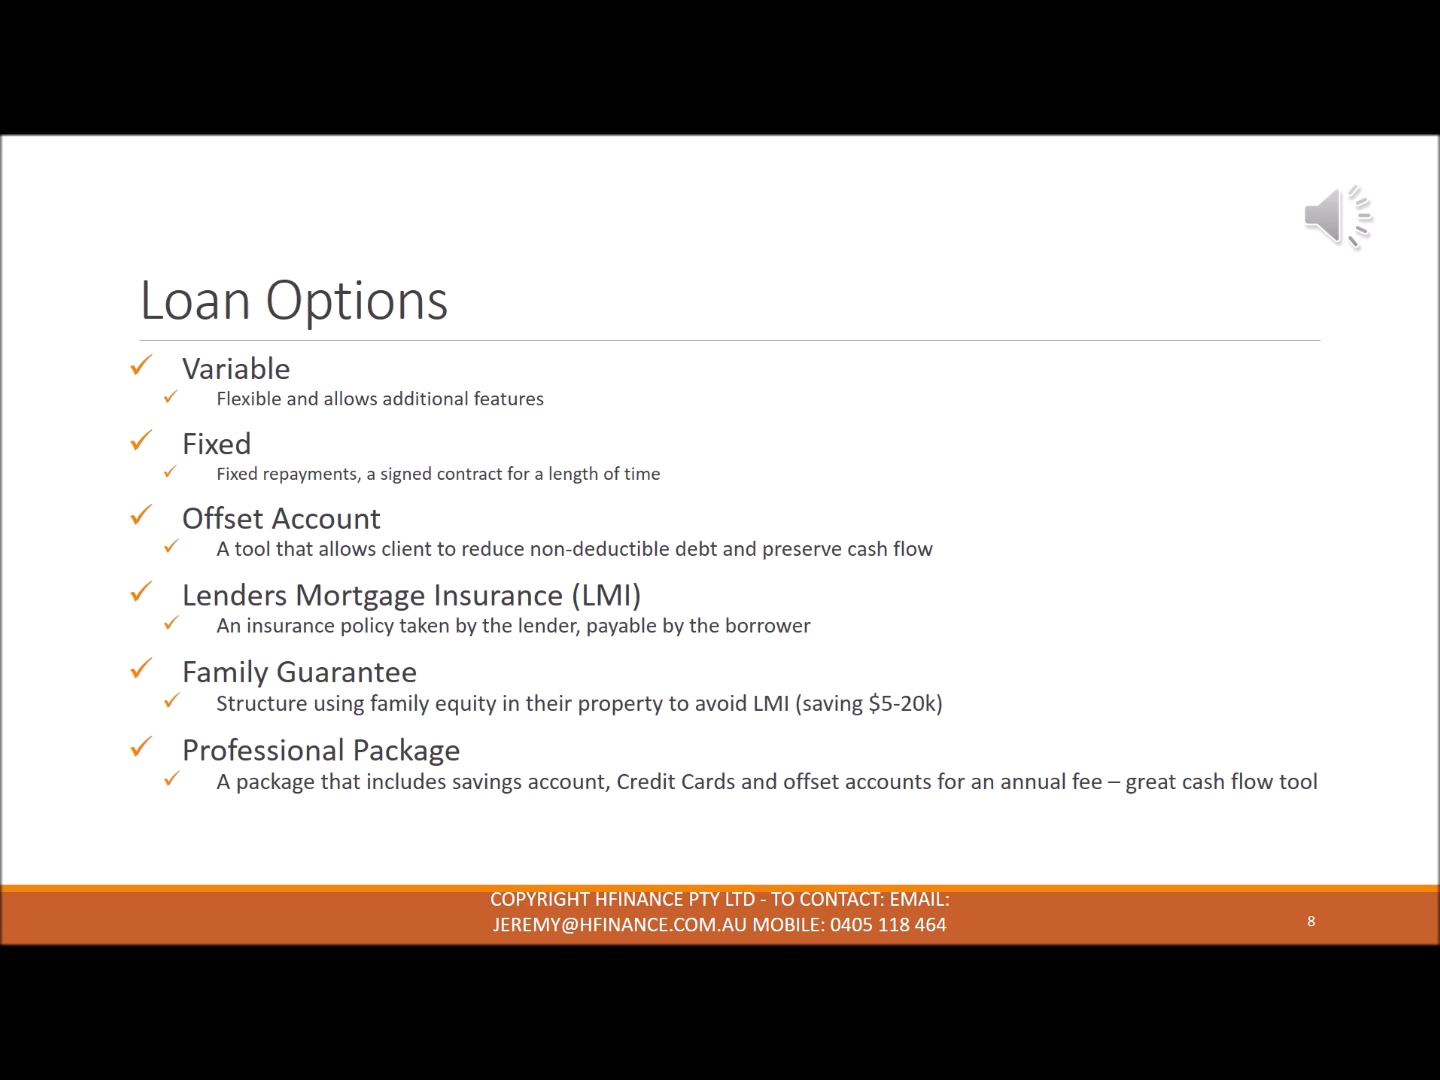 Loan Options
Variable
Flexible and allows additional features
Fixed
Fixed repayments, a signed contract for a length of time
Offset Account
A tool that allows client to reduce non-deductible debt and preserve cash flow
Lenders Mortgage Insurance (LMI)
An insurance policy taken by the lender, payable by the borrower
Family Guarantee
Structure using family equity in their property to avoid LMI (saving $5-20k)
Professional Package
A package that includes savings account, Credit Cards and offset accounts for an annual fee – great cash flow tool
COPYRIGHT HFINANCE PTY LTD - TO CONTACT: EMAIL:
JEREMY@HFINANCE.COM.AU MOBILE: 0405 118 464
8